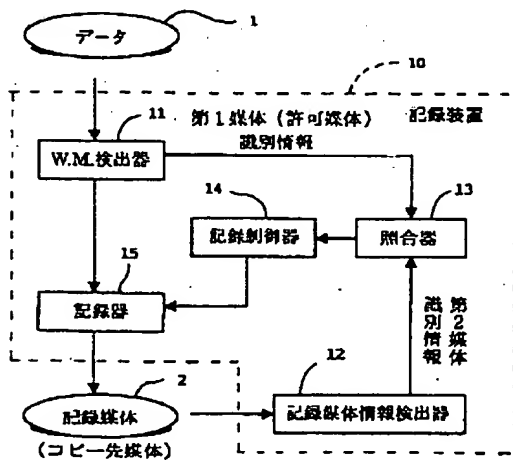 1
データ
10
11
第1媒体(許可媒体)
記録装置
W.M.検出器
識別情報
14
13
記録制御器
照合器
15
記録器
第2媒体
識別情報
2
12
記録媒体
記録媒体情報検出器
(コピー先媒体)